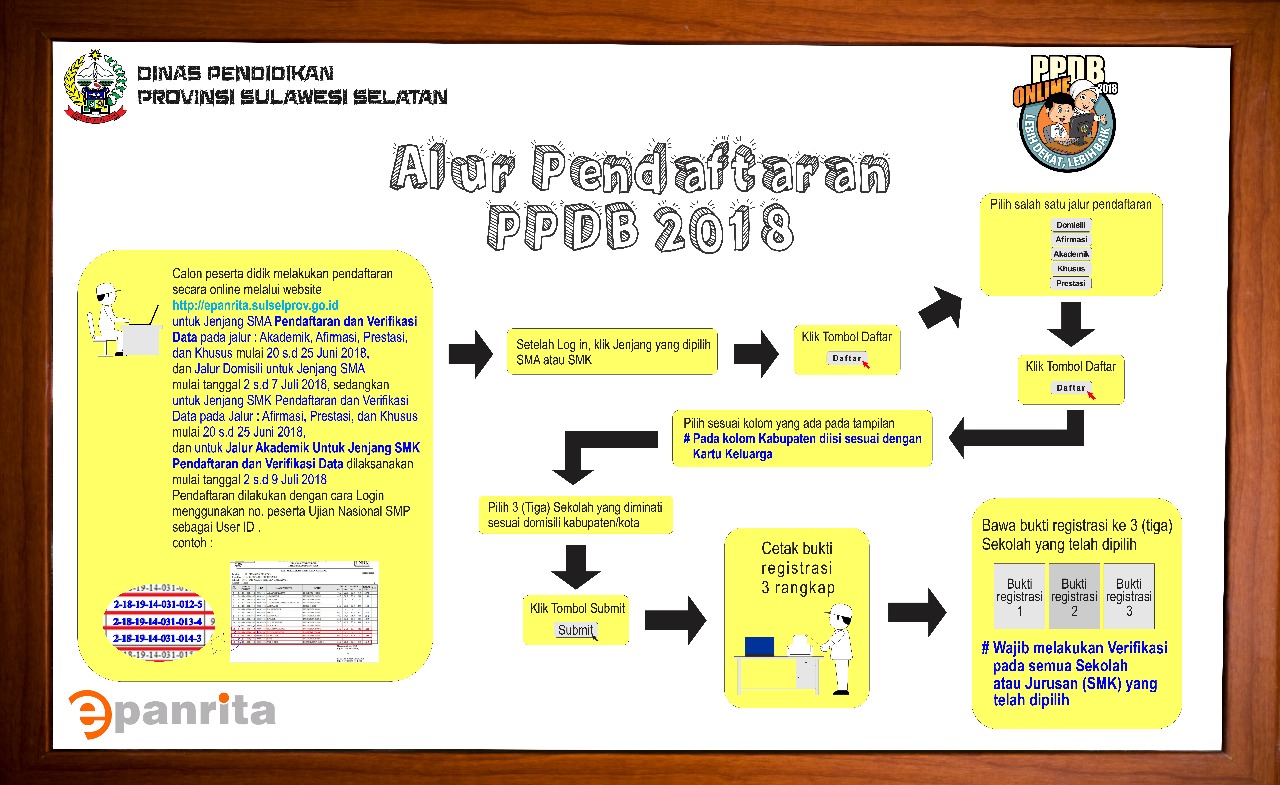 DINAS PENDIDIKAN
PROVINSI SULAWESI SELATAN
PPDB
ONLINE
2018
LEBIH DEKAT, LEBIH BAIK
Alur Pendaftaran
PPDB 2018
Calon peserta didik melakukan pendaftaran
secara online melalui website
http://epanrita.sulselprov.go.id
untuk Jenjang SMA Pendaftaran dan Verifikasi
Data pada jalur : Akademik, Afirmasi, Prestasi,
dan Khusus mulai 20 s.d 25 Juni 2018,
dan Jalur Domisili untuk Jenjang SMA
mulai tanggal 2 s.d 7 Juli 2018, sedangkan
untuk Jenjang SMK Pendaftaran dan Verifikasi
Data pada Jalur : Afirmasi, Prestasi, dan Khusus
mulai 20 s.d 25 Juni 2018,
dan untuk Jalur Akademik Untuk Jenjang SMK
Pendaftaran dan Verifikasi Data dilaksanakan
mulai tanggal 2 s.d 9 Juli 2018
Pendaftaran dilakukan dengan cara Login
menggunakan no. peserta Ujian Nasional SMP
sebagai User ID .
contoh :
2-18-19-14-031-012-5
2-18-19-14-031-013-4
2-18-19-14-031-014-3
Setelah Log in, klik Jenjang yang dipilih
SMA atau SMK
Klik Tombol Daftar
Daftar
Pilih salah satu jalur pendaftaran
Domisili
Afirmasi
Akademik
Khusus
Prestasi
Klik Tombol Daftar
Daftar
Pilih sesuai kolom yang ada pada tampilan
# Pada kolom Kabupaten diisi sesuai dengan
Kartu Keluarga
Pilih 3 (Tiga) Sekolah yang diminati
sesuai domisili kabupaten/kota
Klik Tombol Submit
Submit
Cetak bukti
registrasi
3 rangkap
Bawa bukti registrasi ke 3 (tiga)
Sekolah yang telah dipilih
Bukti registrasi 1
Bukti registrasi 2
Bukti registrasi 3
# Wajib melakukan Verifikasi
pada semua Sekolah
atau Jurusan (SMK) yang
telah dipilih
epanrita